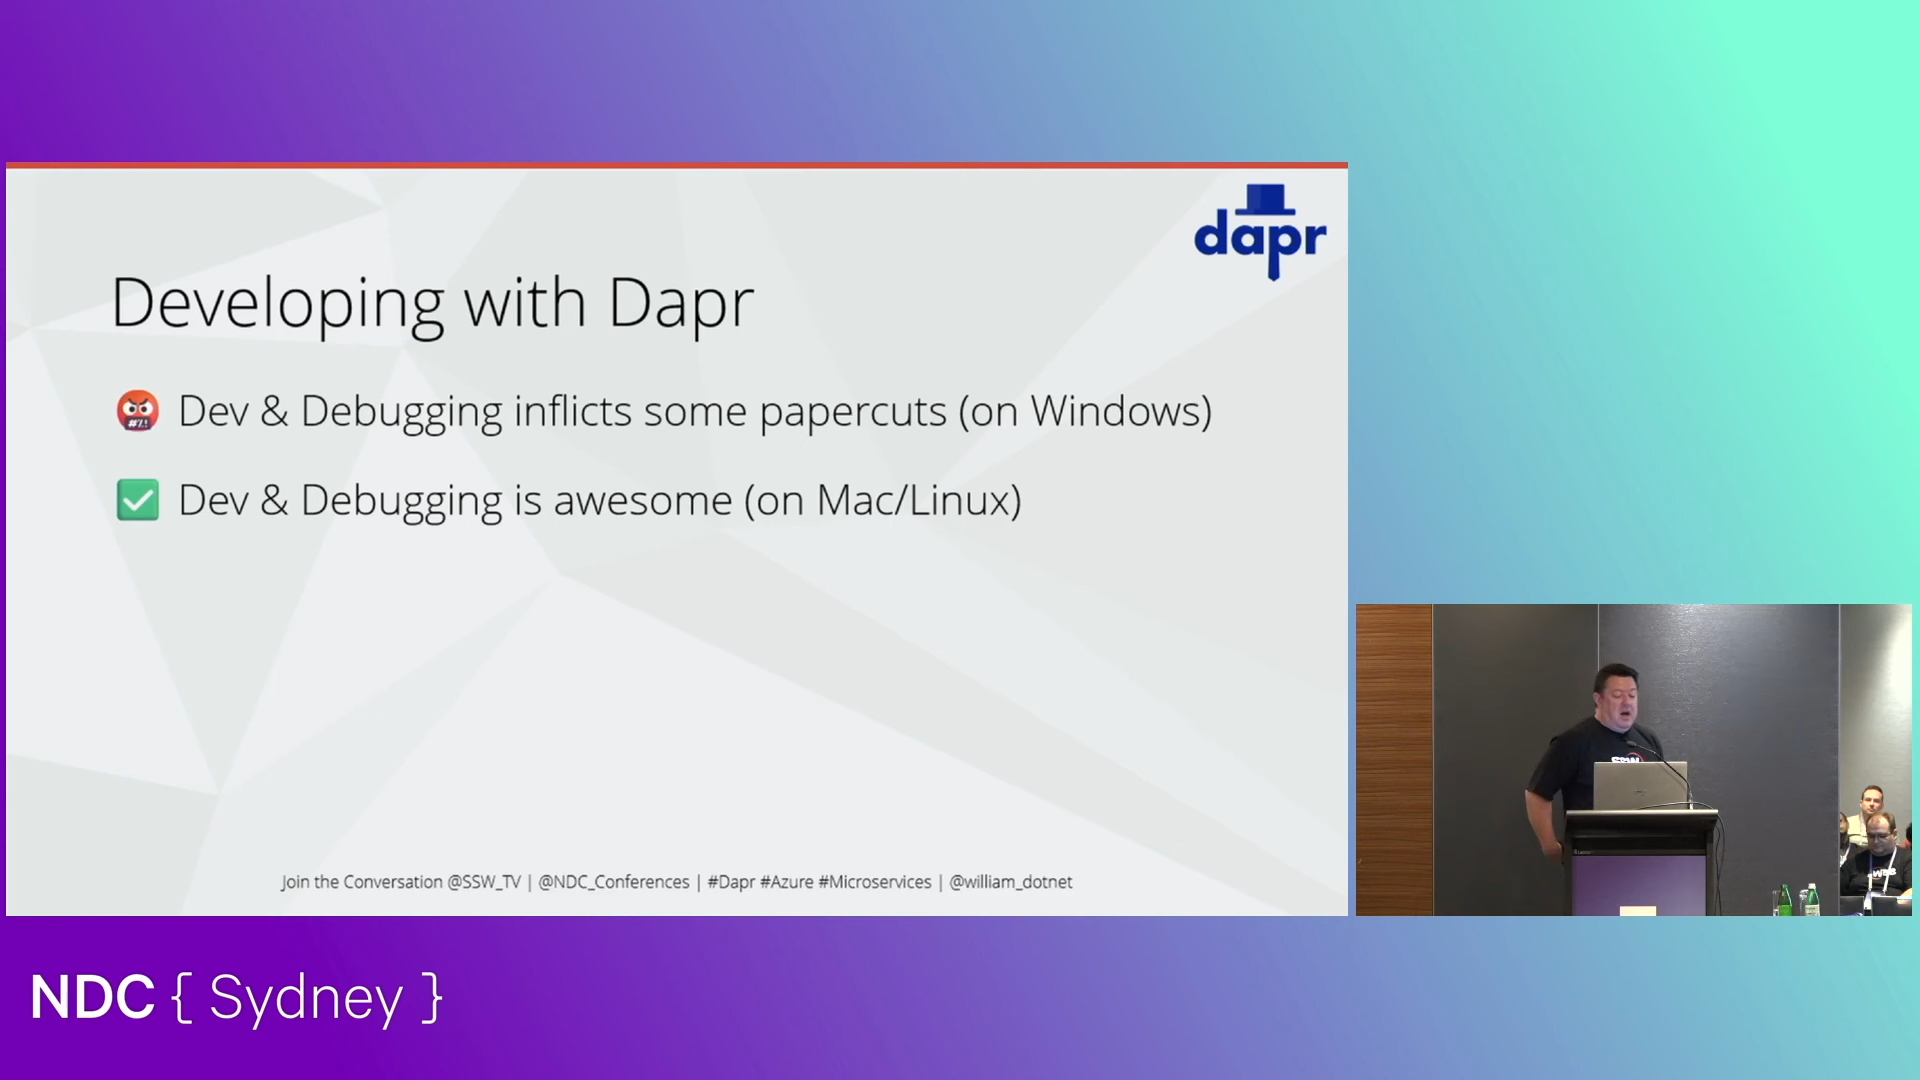 dapr
Developing with Dapr
Dev & Debugging inflicts some papercuts (on Windows)
Dev & Debugging is awesome (on Mac/Linux)
Join the Conversation @SSW_TV | @NDC_Conferences | #Dapr #Azure #Microservices | @william_dotnet
SSW
NDC { Sydney }